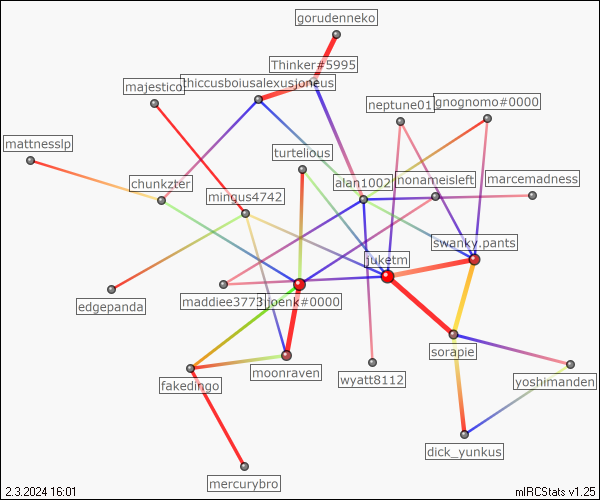 gorudenneko
Thinker#5995
majestico
thiccusboiusalexusjoneus
neptune01
gnognomo#0000
mattnesslp
turtelious
chunkzter
alan1002
nonameisleft
marcemadness
mingus4742
swanky.pants
juketm
edgepanda
maddiee3773
ljoenk#0000
sorapie
moonraven
wyatt8112
yoshimanden
fakedingo
dick_yunkus
mercurybro
2.3.2024 16:01
mIRCStats v1.25